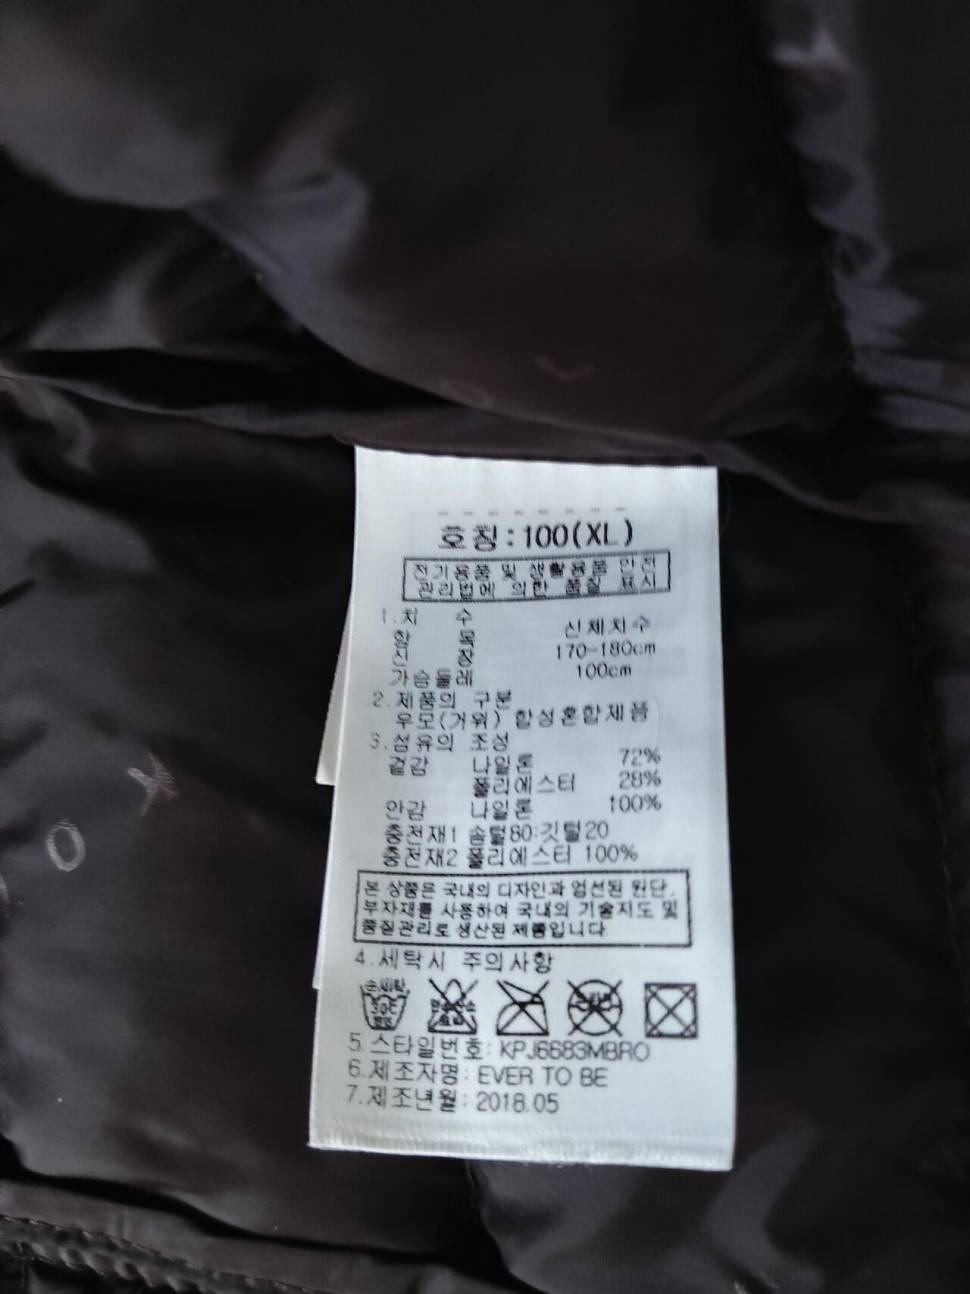 호칭:100(XL)
전기용품 및 생활용품 안전
관리법에 의한 품질 표시
1.치 수
항 목 신체치수
신 장 170-180cm
가슴둘레 100cm
2.제품의 구분
우모(거위) 합성혼합제품
3.섬유의 조성
겉감 나일론 72%
폴리에스터 28%
안감 나일론 100%
충전재1 솜털80:깃털20
충전재2 폴리에스터 100%
본 상품은 국내의 디자인과 엄선된 원단,
부자재를 사용하여 국내의 기술지도 및
품질관리로 생산된 제품입니다.
4.세탁시 주의사항
손세탁
30℃
중성
5.스타일번호: KPJ6683MBRO
6.제조자명: EVER TO BE
7.제조년월: 2018.05